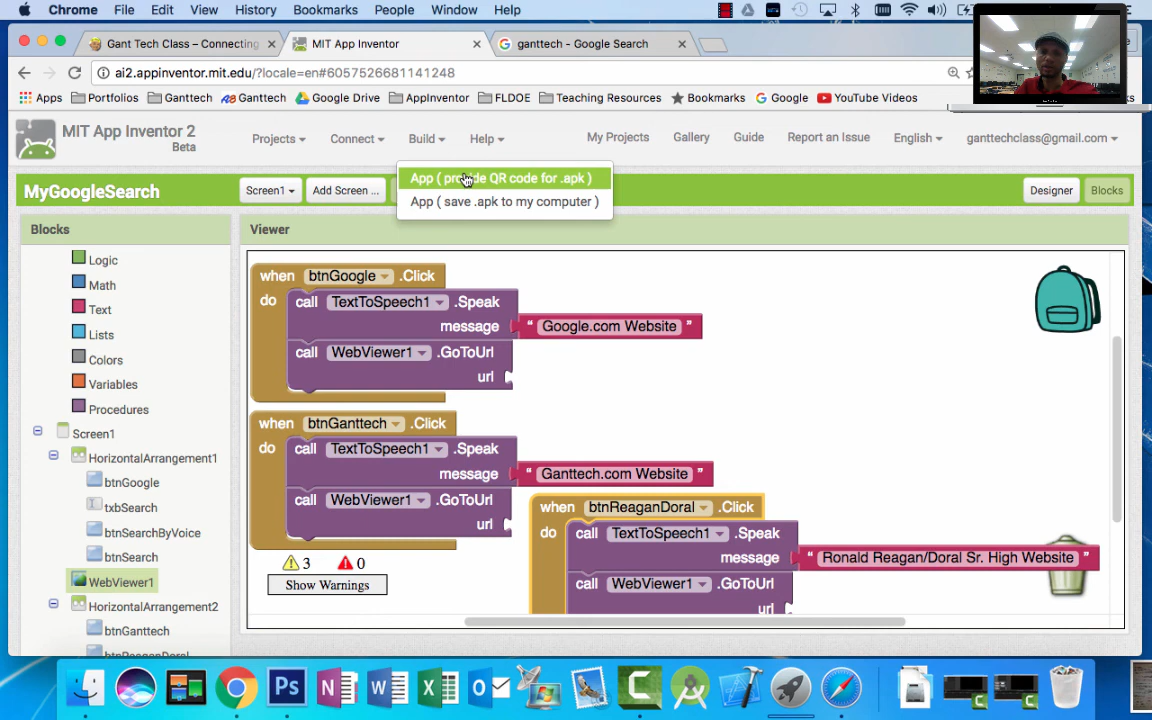 Chrome File Edit View History Bookmarks People Window Help
Gant Tech Class – Connecting
MIT App Inventor
ganttech - Google Search
ai2.appinventor.mit.edu/?locale=en#6057526681141248
Apps Portfolios Ganttech Ganttech Google Drive AppInventor FLDOE Teaching Resources Bookmarks Google YouTube Videos
MIT App Inventor 2
Beta
Projects Connect Build Help My Projects Gallery Guide Report an Issue English ganttechclass@gmail.com
App ( provide QR code for .apk )
App ( save .apk to my computer )
MyGoogleSearch
Screen1 Add Screen ... Designer Blocks
Blocks
Viewer
Logic
Math
Text
Lists
Colors
Variables
Procedures
Screen1
HorizontalArrangement1
btnGoogle
txbSearch
btnSearchByVoice
btnSearch
WebViewer1
HorizontalArrangement2
btnGanttech
btnReaganDoral
when btnGoogle .Click
do call TextToSpeech1 .Speak
message “ Google.com Website ”
call WebViewer1 .GoToUrl
url
when btnGanttech .Click
do call TextToSpeech1 .Speak
message “ Ganttech.com Website ”
call WebViewer1 .GoToUrl
url
when btnReaganDoral .Click
do call TextToSpeech1 .Speak
message “ Ronald Reagan/Doral Sr. High Website ”
call WebViewer1 .GoToUrl
url
3 0
Show Warnings